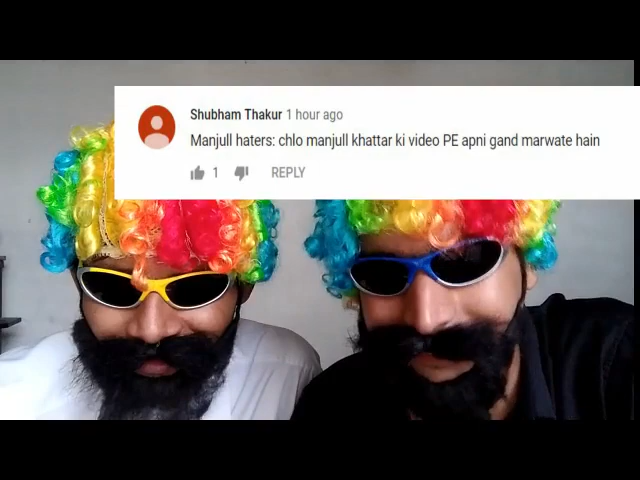 Shubham Thakur 1 hour ago
Manjull haters: chlo manjull khattar ki video PE apni gand marwate hain
1 REPLY